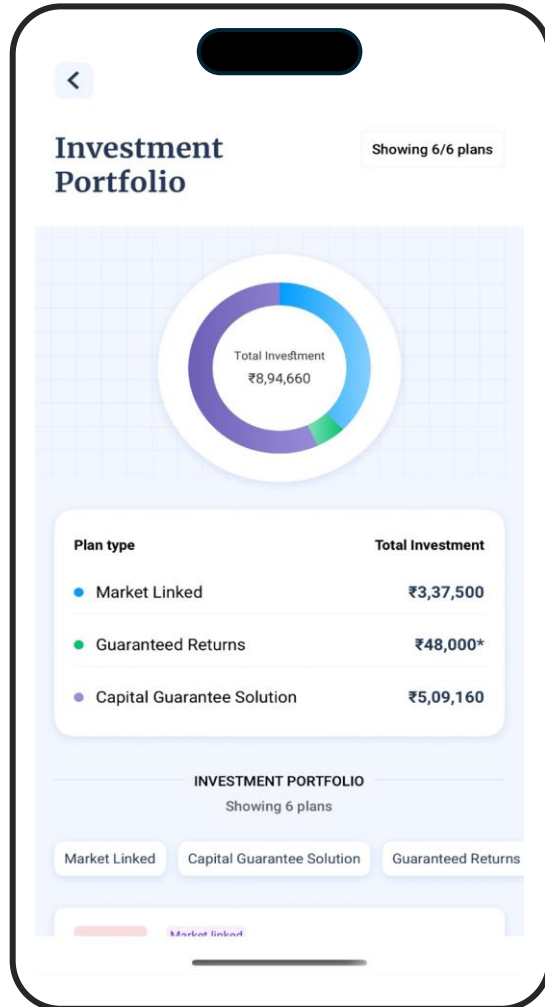 Investment
Portfolio
Showing 6/6 plans
Total Investment
₹8,94,660
Plan type Total Investment
Market Linked ₹3,37,500
Guaranteed Returns ₹48,000*
Capital Guarantee Solution ₹5,09,160
INVESTMENT PORTFOLIO
Showing 6 plans
Market Linked Capital Guarantee Solution Guaranteed Returns
Market linked